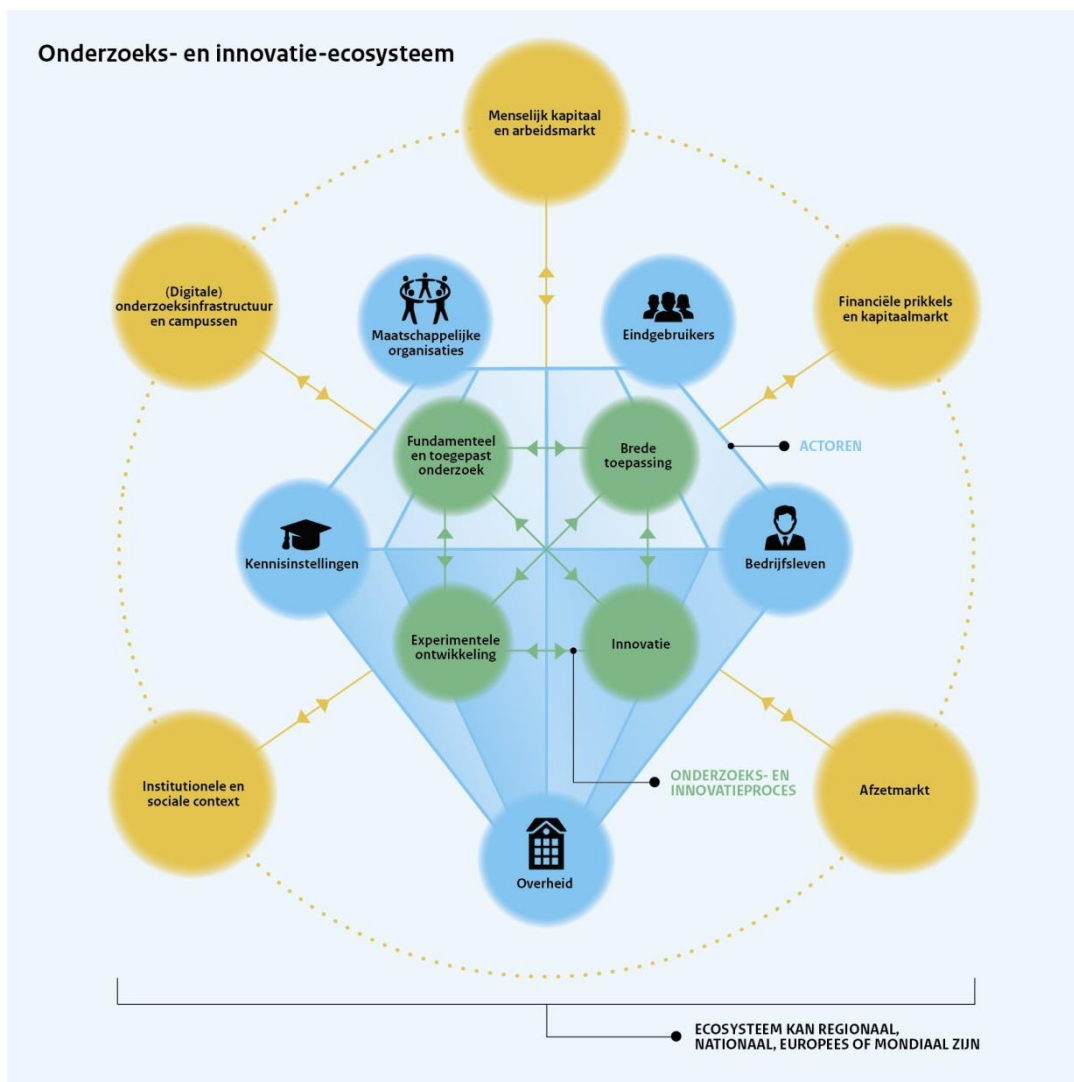 Onderzoeks- en innovatie-ecosysteem
Menselijk kapitaal
en arbeidsmarkt
(Digitale)
onderzoeksinfrastructuur
en campussen
Financiële prikkels
en kapitaalmarkt
Maatschappelijke
organisaties
Eindgebruikers
Fundamenteel
en toegepast
onderzoek
Brede
toepassing
ACTOREN
Kennisinstellingen
Bedrijfsleven
Experimentele
ontwikkeling
Innovatie
Institutionele en
sociale context
ONDERZOEKS- EN
INNOVATIEPROCES
Afzetmarkt
Overheid
ECOSYSTEEM KAN REGIONAAL,
NATIONAAL, EUROPEES OF MONDIAAL ZIJN